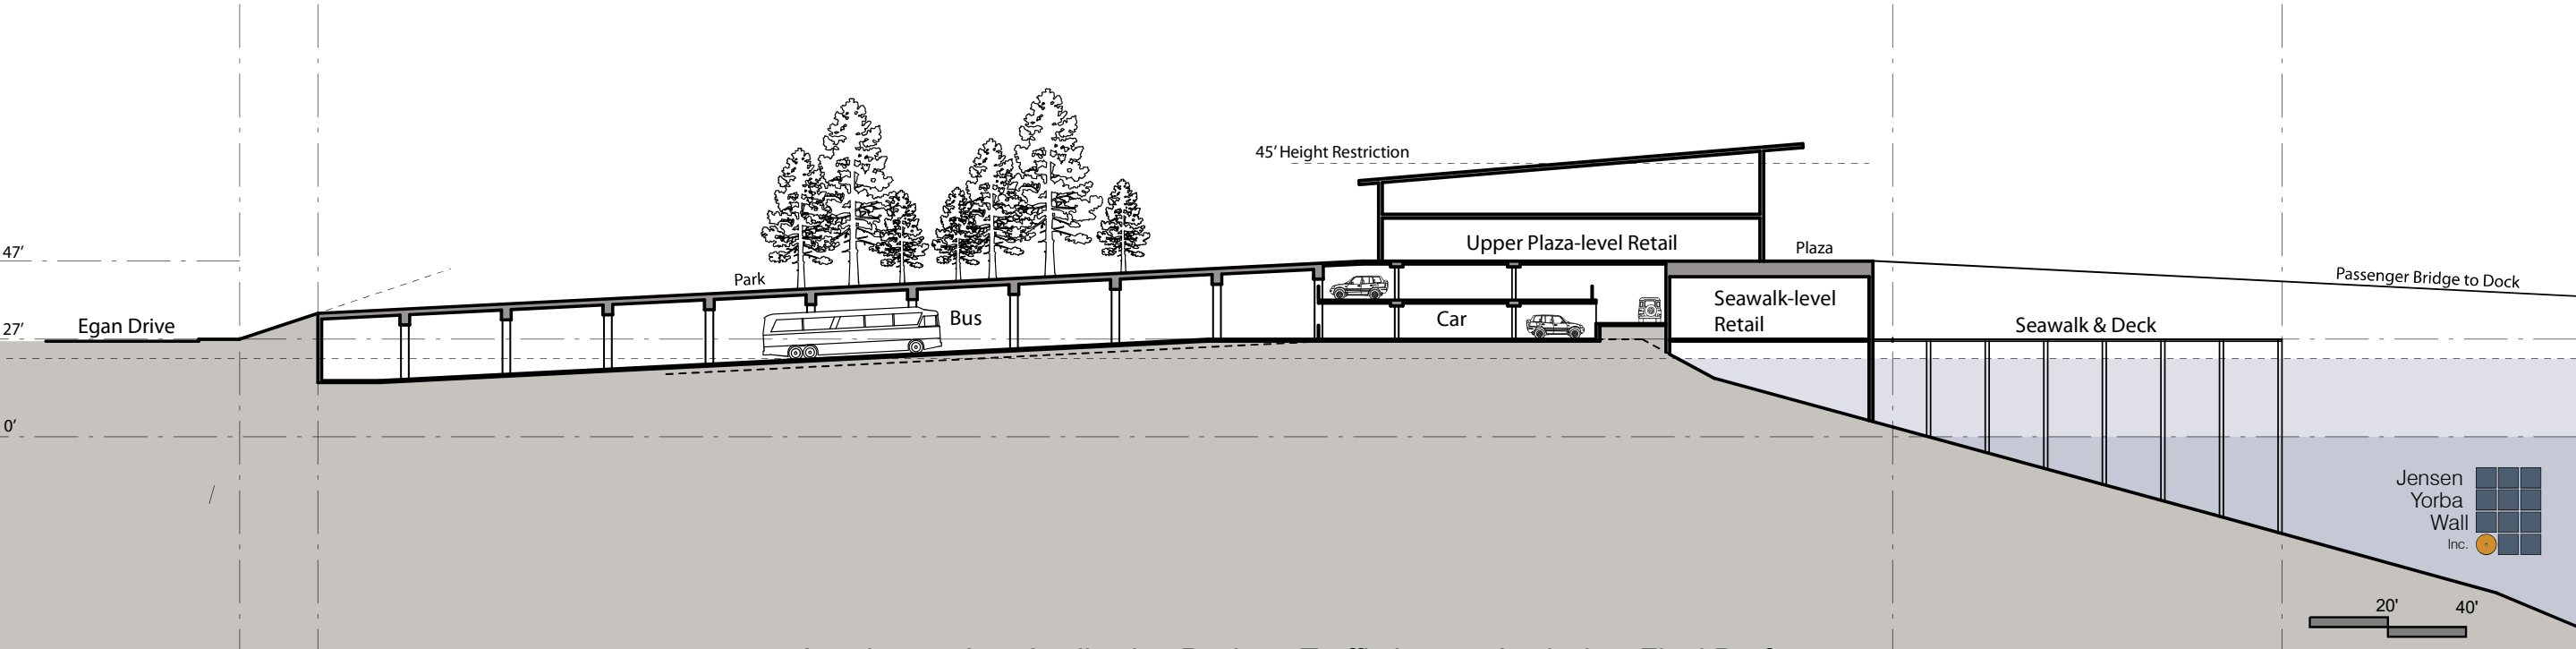 45' Height Restriction
47'
Upper Plaza-level Retail
Plaza
Park
Passenger Bridge to Dock
Egan Drive
27'
Bus
Car
Seawalk-level
Retail
Seawalk & Deck
0'
Jensen
Yorba
Wall
Inc.
20'
40'